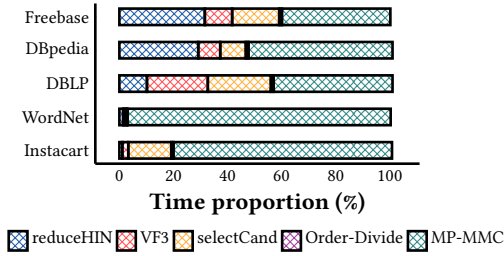 Freebase
DBpedia
DBLP
WordNet
Instacart
0 20 40 60 80 100
Time proportion (%)
reduceHIN VF3 selectCand Order-Divide MP-MMC